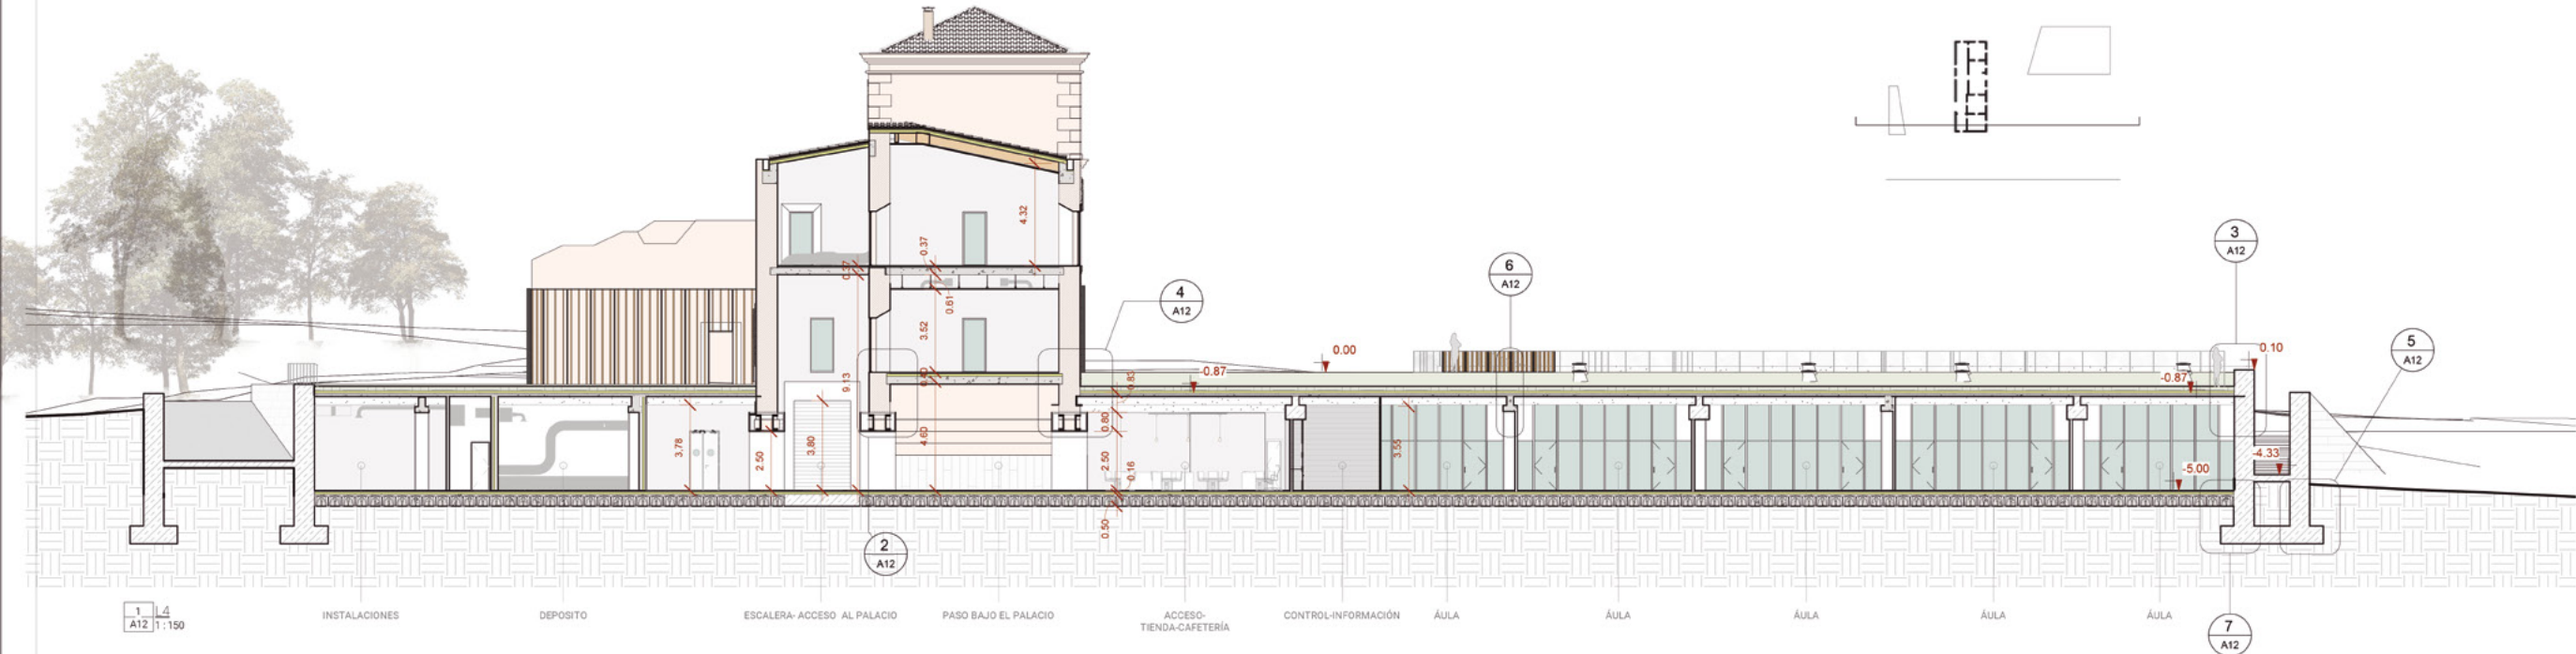 4.32
0.37
0.37
0.61
3.52
9.13
0.83
0.80
4.60
3.78
2.50
3.80
2.50
0.16
0.50
3.55
0.00
-0.87
-0.87
0.10
-5.00
-4.33
4
A12
6
A12
3
A12
5
A12
2
A12
7
A12
1
A12
L4
1 : 150
INSTALACIONES
DEPOSITO
ESCALERA- ACCESO AL PALACIO
PASO BAJO EL PALACIO
ACCESO-
TIENDA-CAFETERÍA
CONTROL-INFORMACIÓN
ÁULA
ÁULA
ÁULA
ÁULA
ÁULA